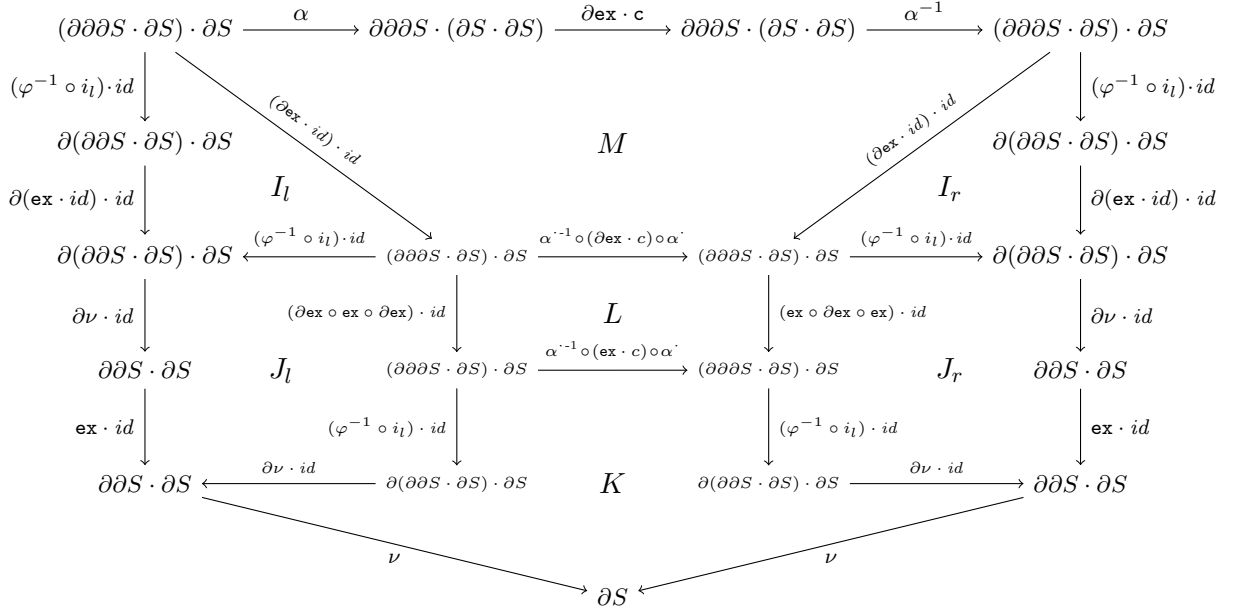 (∂∂∂S · ∂S) · ∂S  α  ∂∂∂S · (∂S · ∂S)  ∂ex · c  ∂∂∂S · (∂S · ∂S)  α⁻¹  (∂∂∂S · ∂S) · ∂S
(φ⁻¹ ∘ i_l)·id  (∂ex · id) · id  (∂ex · id) · id  (φ⁻¹ ∘ i_l)·id
∂(∂∂S · ∂S) · ∂S  M  ∂(∂∂S · ∂S) · ∂S
∂(ex · id) · id  I_l  I_r  ∂(ex · id) · id
∂(∂∂S · ∂S) · ∂S  (φ⁻¹ ∘ i_l)·id  (∂∂∂S · ∂S) · ∂S  α˙⁻¹∘(∂ex · c)∘α˙  (∂∂∂S · ∂S) · ∂S  (φ⁻¹ ∘ i_l)·id  ∂(∂∂S · ∂S) · ∂S
∂ν · id  (∂ex ∘ ex ∘ ∂ex) · id  L  (ex ∘ ∂ex ∘ ex) · id  ∂ν · id
∂∂S · ∂S  J_l  (∂∂∂S · ∂S) · ∂S  α˙⁻¹∘(ex · c)∘α˙  (∂∂∂S · ∂S) · ∂S  J_r  ∂∂S · ∂S
ex · id  (φ⁻¹ ∘ i_l) · id  (φ⁻¹ ∘ i_l) · id  ex · id
∂∂S · ∂S  ∂ν · id  ∂(∂∂S · ∂S) · ∂S  K  ∂(∂∂S · ∂S) · ∂S  ∂ν · id  ∂∂S · ∂S
ν  ν
∂S